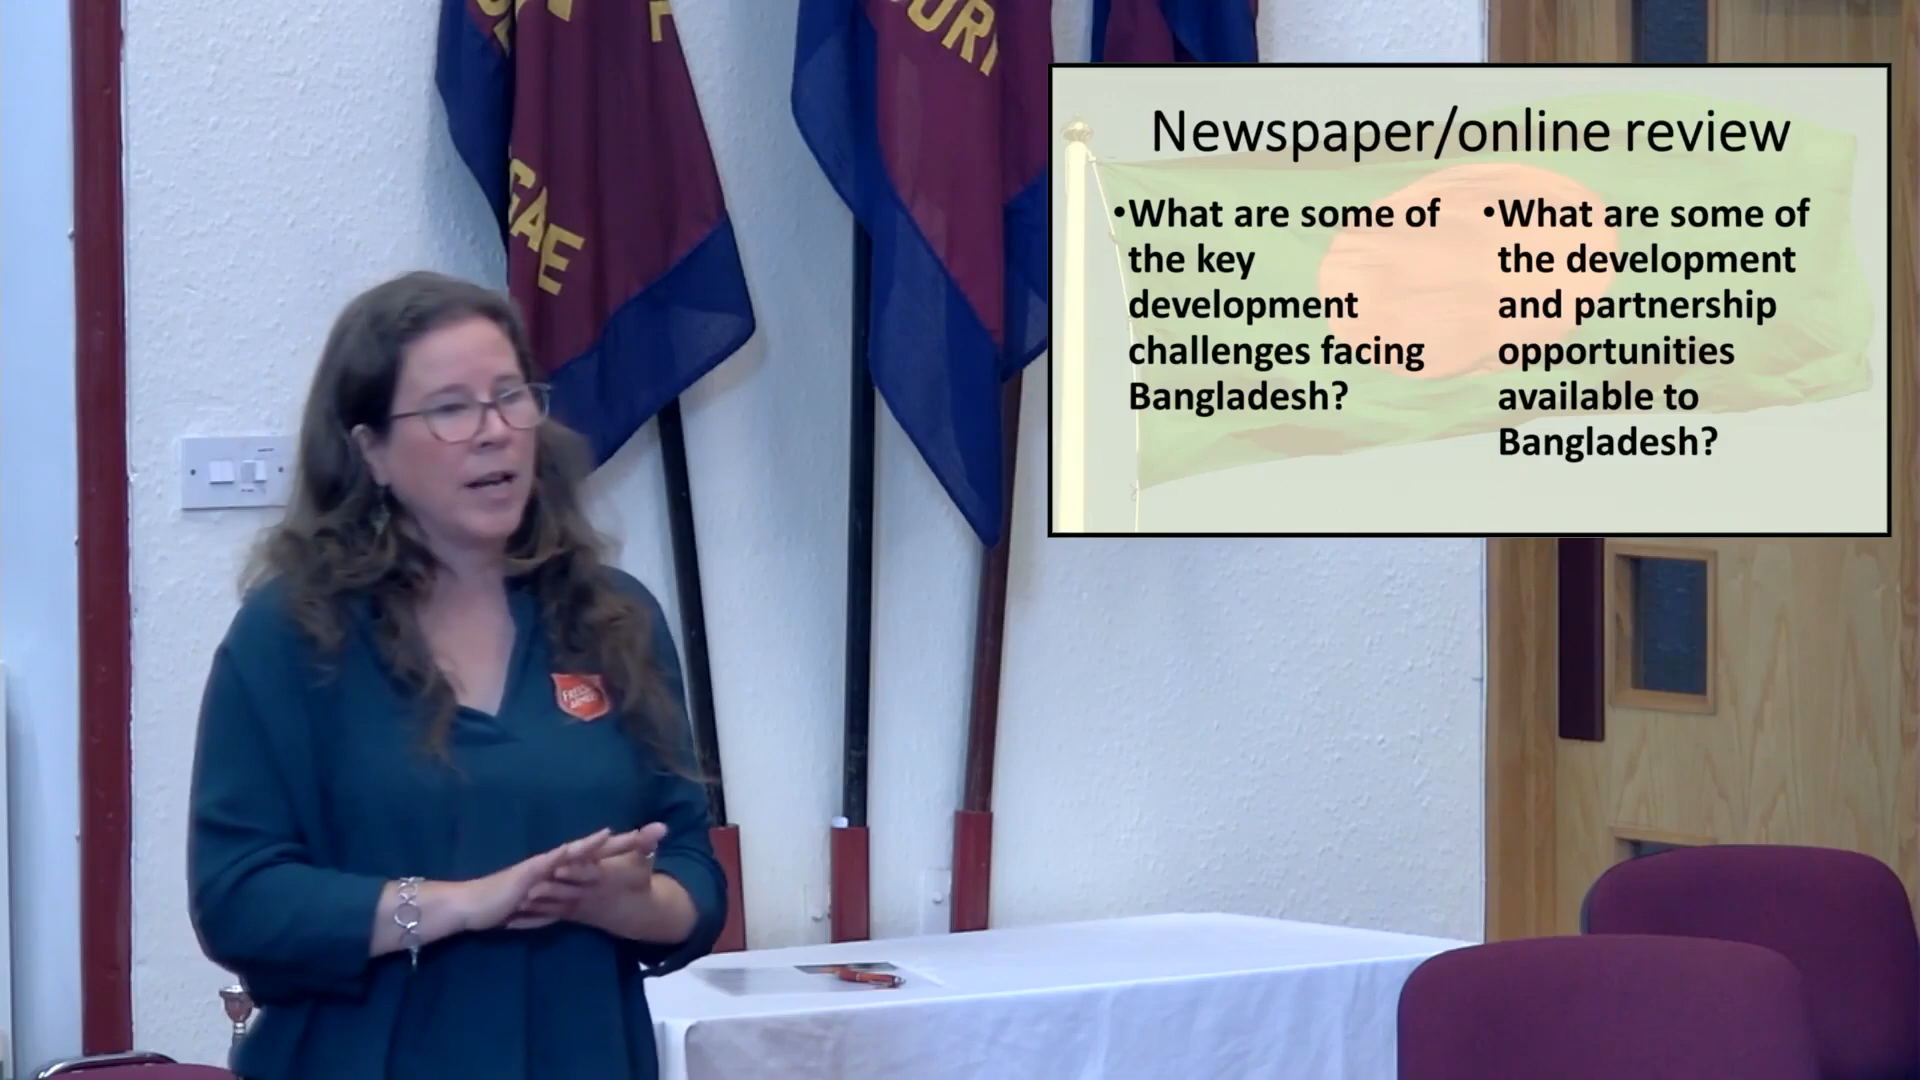 Newspaper/online review
•What are some of
the key
development
challenges facing
Bangladesh?
•What are some of
the development
and partnership
opportunities
available to
Bangladesh?